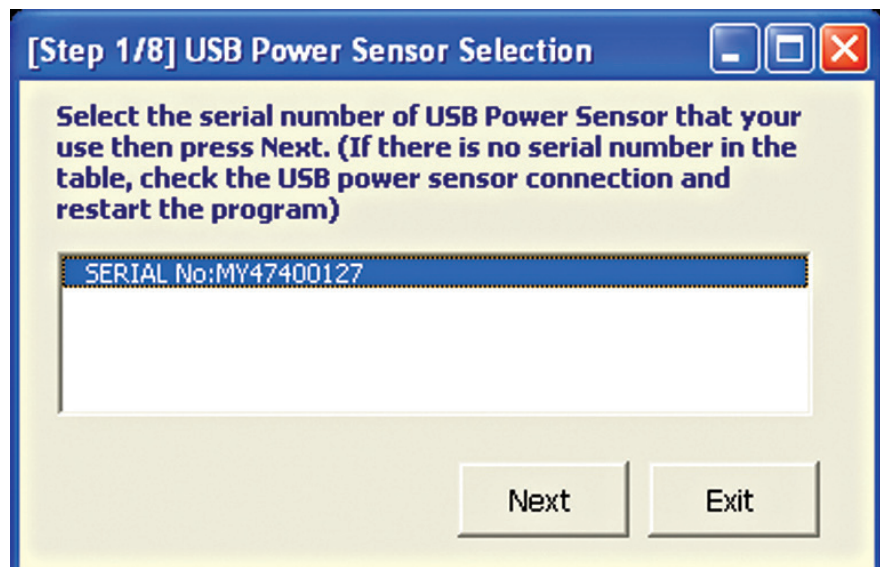 [Step 1/8] USB Power Sensor Selection
Select the serial number of USB Power Sensor that your
use then press Next. (If there is no serial number in the
table, check the USB power sensor connection and
restart the program)
SERIAL No:MY47400127
Next Exit